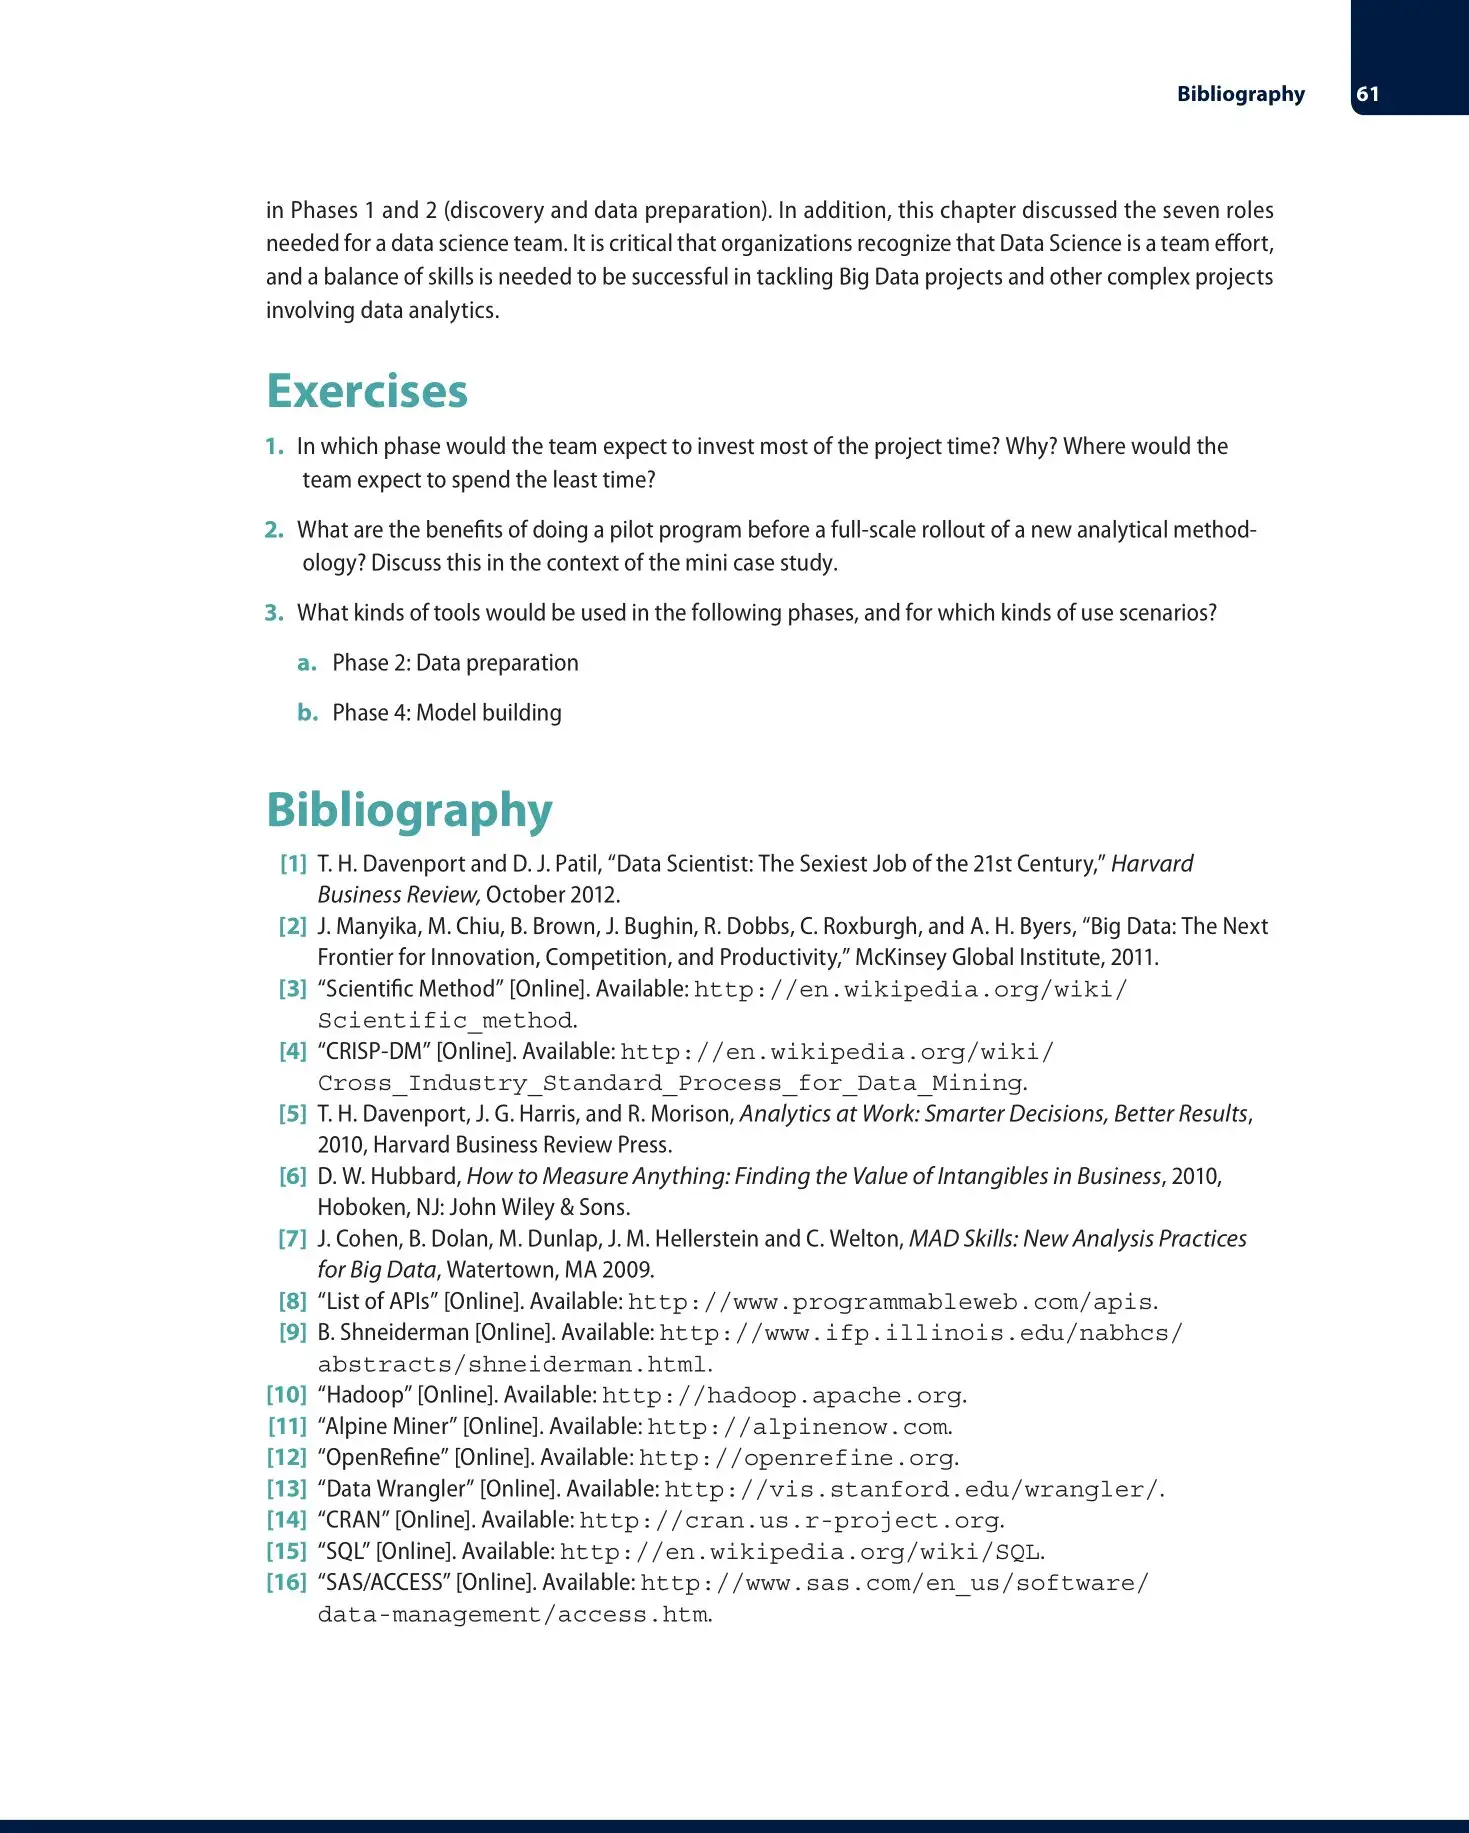 Bibliography 61
in Phases 1 and 2 (discovery and data preparation). In addition, this chapter discussed the seven roles
needed for a data science team. It is critical that organizations recognize that Data Science is a team effort,
and a balance of skills is needed to be successful in tackling Big Data projects and other complex projects
involving data analytics.
Exercises
1. In which phase would the team expect to invest most of the project time? Why? Where would the
team expect to spend the least time?
2. What are the benefits of doing a pilot program before a full-scale rollout of a new analytical method-
ology? Discuss this in the context of the mini case study.
3. What kinds of tools would be used in the following phases, and for which kinds of use scenarios?
a. Phase 2: Data preparation
b. Phase 4: Model building
Bibliography
[1] T. H. Davenport and D. J. Patil, “Data Scientist: The Sexiest Job of the 21st Century,” Harvard
Business Review, October 2012.
[2] J. Manyika, M. Chiu, B. Brown, J. Bughin, R. Dobbs, C. Roxburgh, and A. H. Byers, “Big Data: The Next
Frontier for Innovation, Competition, and Productivity,” McKinsey Global Institute, 2011.
[3] “Scientific Method” [Online]. Available: http://en.wikipedia.org/wiki/
Scientific_method.
[4] “CRISP-DM” [Online]. Available: http://en.wikipedia.org/wiki/
Cross_Industry_Standard_Process_for_Data_Mining.
[5] T. H. Davenport, J. G. Harris, and R. Morison, Analytics at Work: Smarter Decisions, Better Results,
2010, Harvard Business Review Press.
[6] D. W. Hubbard, How to Measure Anything: Finding the Value of Intangibles in Business, 2010,
Hoboken, NJ: John Wiley & Sons.
[7] J. Cohen, B. Dolan, M. Dunlap, J. M. Hellerstein and C. Welton, MAD Skills: New Analysis Practices
for Big Data, Watertown, MA 2009.
[8] “List of APIs” [Online]. Available: http://www.programmableweb.com/apis.
[9] B. Shneiderman [Online]. Available: http://www.ifp.illinois.edu/nabhcs/
abstracts/shneiderman.html.
[10] “Hadoop” [Online]. Available: http://hadoop.apache.org.
[11] “Alpine Miner” [Online]. Available: http://alpinenow.com.
[12] “OpenRefine” [Online]. Available: http://openrefine.org.
[13] “Data Wrangler” [Online]. Available: http://vis.stanford.edu/wrangler/.
[14] “CRAN” [Online]. Available: http://cran.us.r-project.org.
[15] “SQL” [Online]. Available: http://en.wikipedia.org/wiki/SQL.
[16] “SAS/ACCESS” [Online]. Available: http://www.sas.com/en_us/software/
data-management/access.htm.